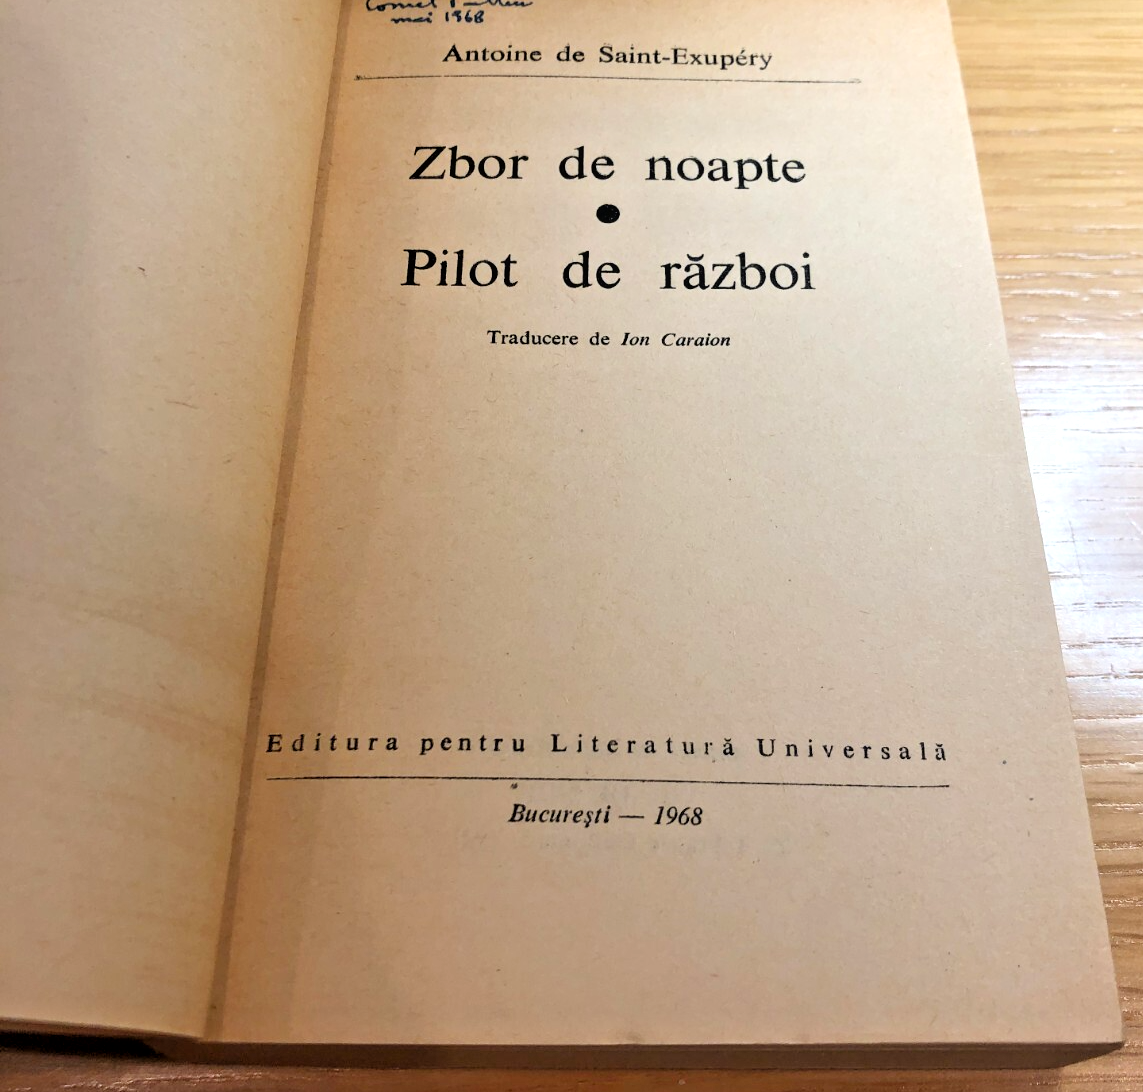 Cornel
mai 1968
Antoine de Saint-Exupéry
Zbor de noapte
●
Pilot de război
Traducere de Ion Caraion
Editura pentru Literatură Universală
București — 1968